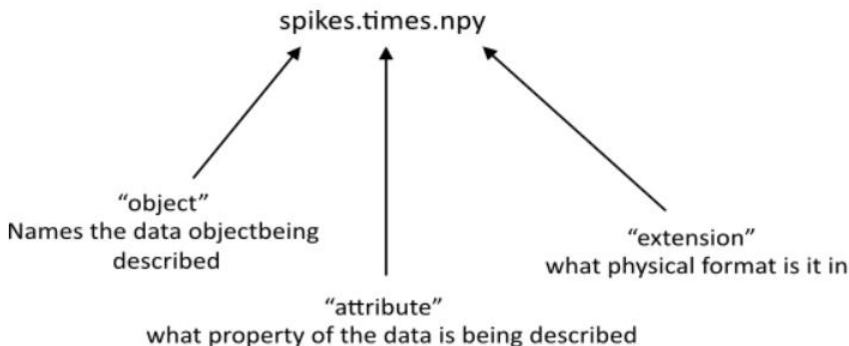 spikes.times.npy
“object”
Names the data objectbeing
described
“attribute”
what property of the data is being described
“extension”
what physical format is it in